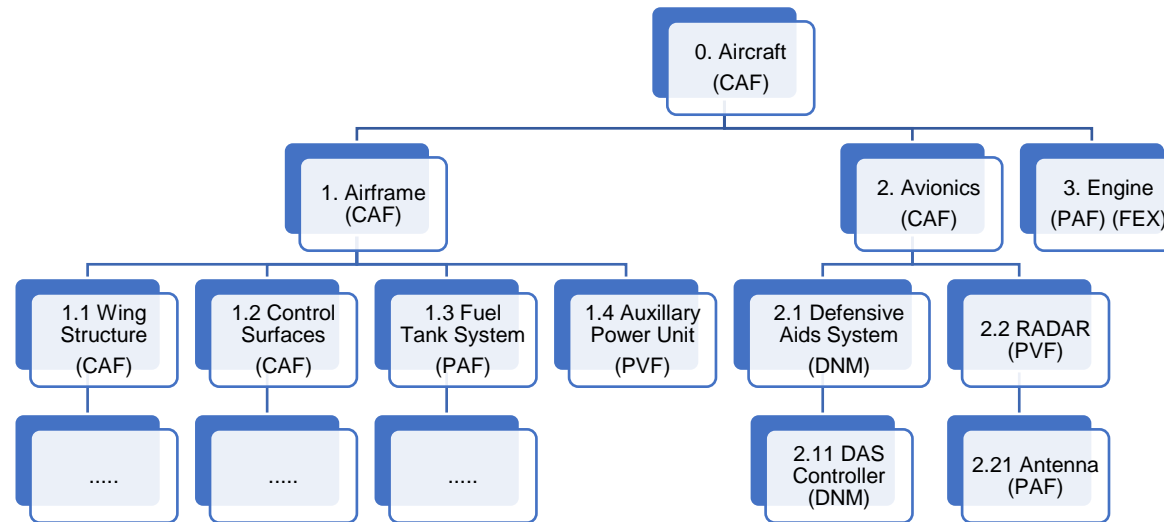 0. Aircraft
(CAF)
1. Airframe
(CAF)
2. Avionics
(CAF)
3. Engine
(PAF) (FEX)
1.1 Wing
Structure
(CAF)
1.2 Control
Surfaces
(CAF)
1.3 Fuel
Tank System
(PAF)
1.4 Auxillary
Power Unit
(PVF)
2.1 Defensive
Aids System
(DNM)
2.2 RADAR
(PVF)
.....
.....
.....
2.11 DAS
Controller
(DNM)
2.21 Antenna
(PAF)